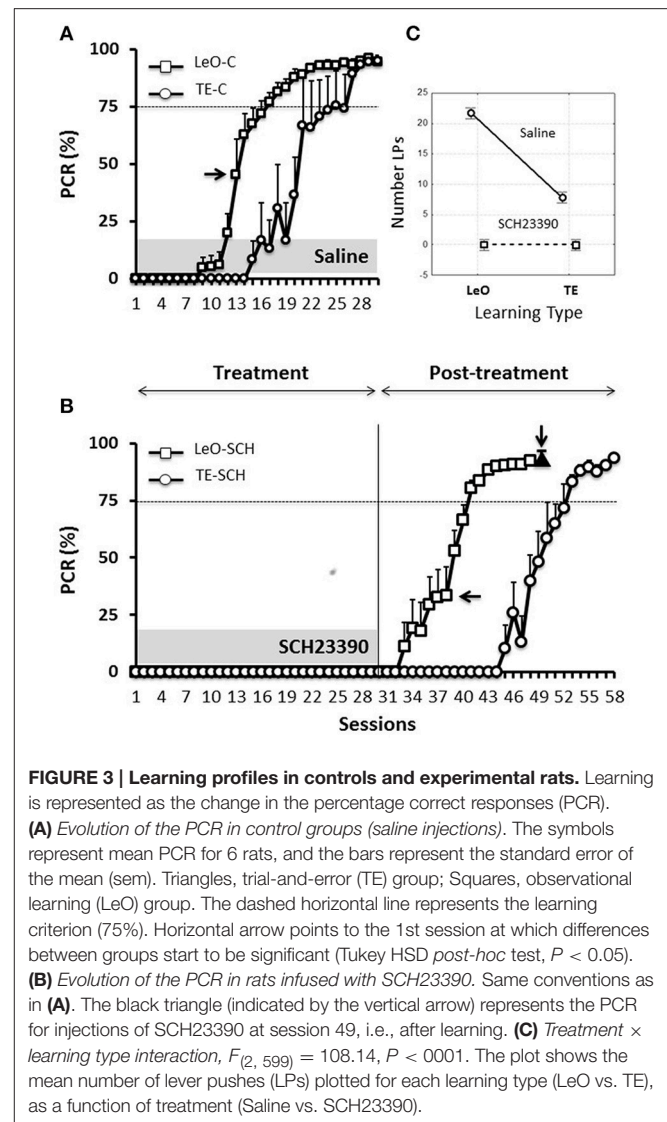 A
100
75
50
25
0
PCR (%)
LeO-C
TE-C
Saline
1 4 7 10 13 16 19 22 25 28
C
25
20
15
10
5
0
-5
Number LPs
Saline
SCH23390
LeO TE
Learning Type
Treatment Post-treatment
B
100
75
50
25
0
PCR (%)
LeO-SCH
TE-SCH
SCH23390
1 4 7 10 13 16 19 22 25 28 31 34 37 40 43 46 49 52 55 58
Sessions
FIGURE 3 | Learning profiles in controls and experimental rats. Learning
is represented as the change in the percentage correct responses (PCR).
(A) Evolution of the PCR in control groups (saline injections). The symbols
represent mean PCR for 6 rats, and the bars represent the standard error of
the mean (sem). Triangles, trial-and-error (TE) group; Squares, observational
learning (LeO) group. The dashed horizontal line represents the learning
criterion (75%). Horizontal arrow points to the 1st session at which differences
between groups start to be significant (Tukey HSD post-hoc test, P < 0.05).
(B) Evolution of the PCR in rats infused with SCH23390. Same conventions as
in (A). The black triangle (indicated by the vertical arrow) represents the PCR
for injections of SCH23390 at session 49, i.e., after learning. (C) Treatment ×
learning type interaction, F(2, 599) = 108.14, P < 0001. The plot shows the
mean number of lever pushes (LPs) plotted for each learning type (LeO vs. TE),
as a function of treatment (Saline vs. SCH23390).